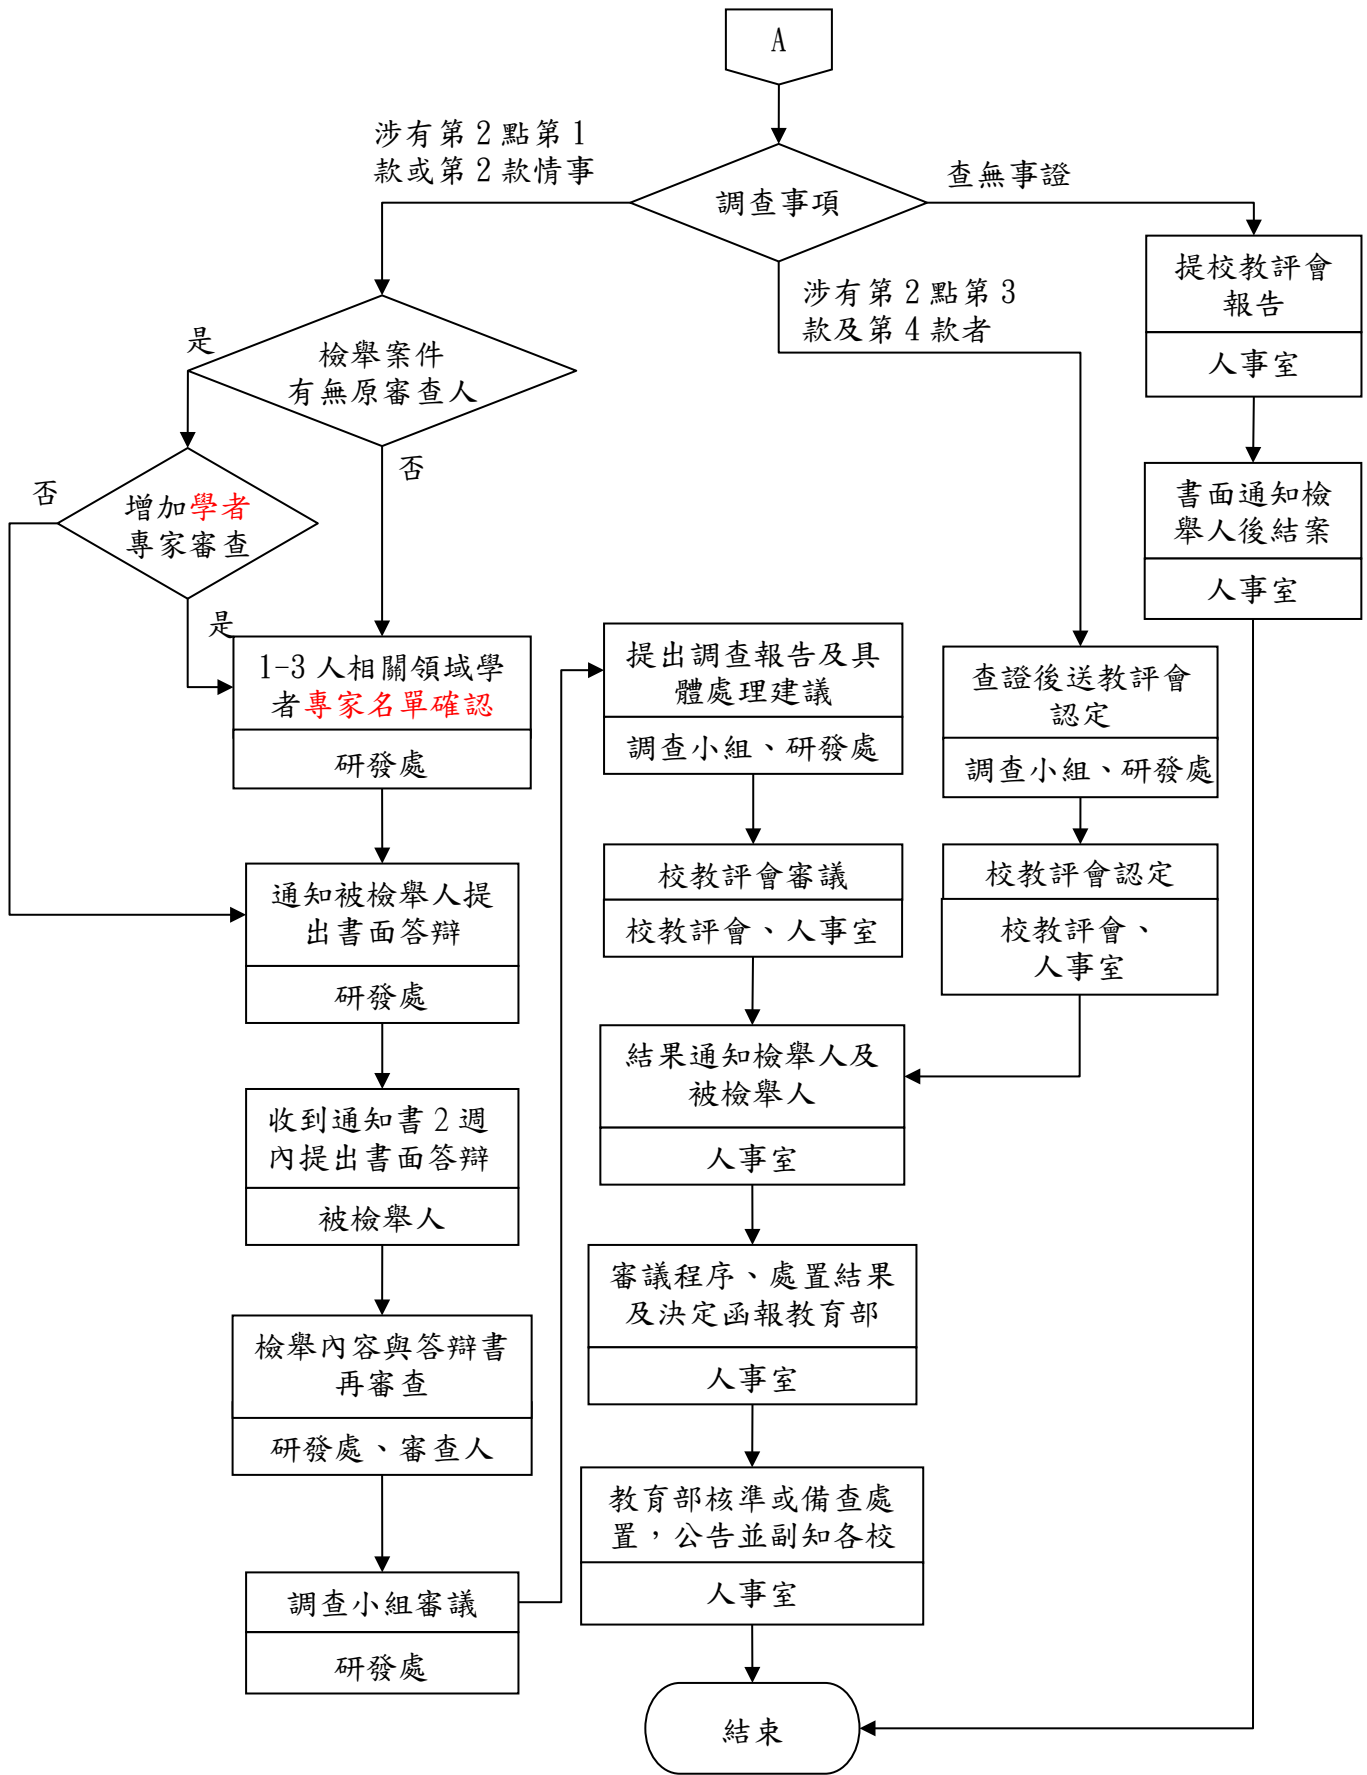 A
涉有第2點第1
款或第2款情事
調查事項
查無事證
提校教評會
報告
人事室
涉有第2點第3
款及第4款者
是
檢舉案件
有無原審查人
否
書面通知檢
舉人後結案
人事室
否
增加學者
專家審查
是
1-3人相關領域學
者專家名單確認
研發處
提出調查報告及具
體處理建議
調查小組、研發處
查證後送教評會
認定
調查小組、研發處
通知被檢舉人提
出書面答辯
研發處
校教評會審議
校教評會、人事室
校教評會認定
校教評會、
人事室
收到通知書2週
內提出書面答辯
被檢舉人
結果通知檢舉人及
被檢舉人
人事室
檢舉內容與答辯書
再審查
研發處、審查人
審議程序、處置結果
及決定函報教育部
人事室
調查小組審議
研發處
教育部核準或備查處
置，公告並副知各校
人事室
結束